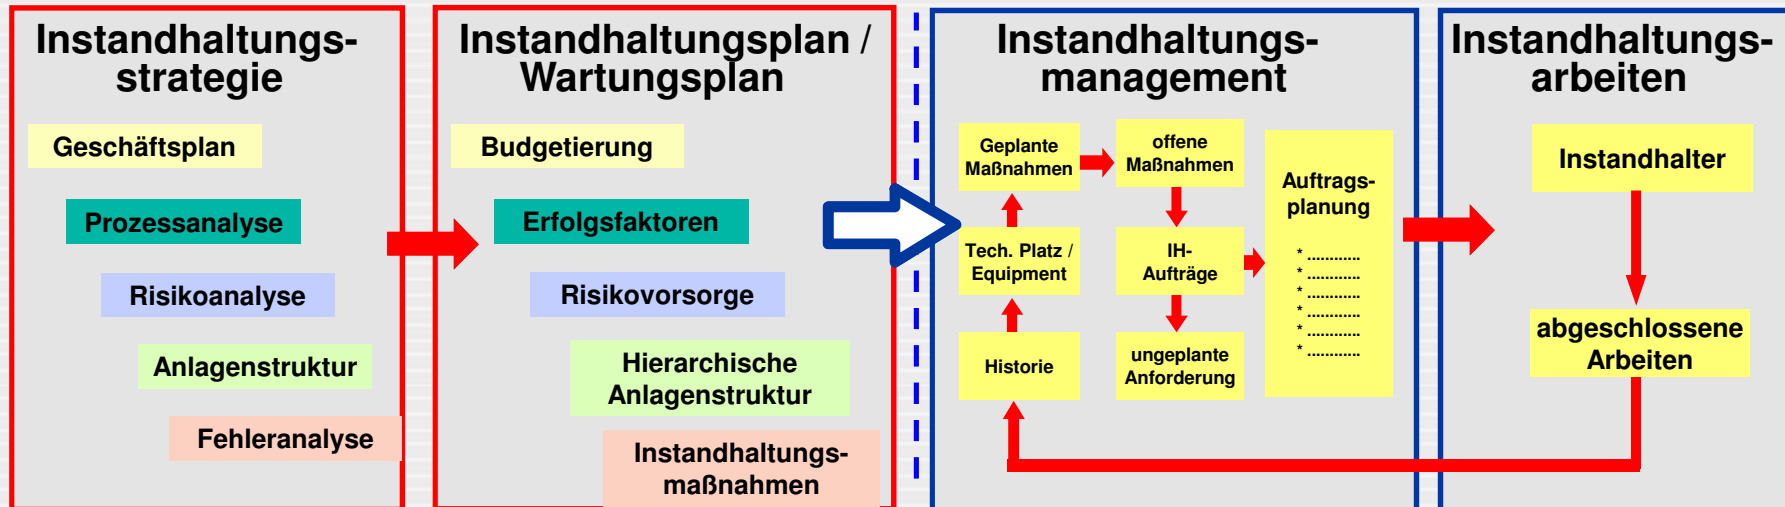 Instandhaltungs-
strategie
Geschäftsplan
Prozessanalyse
Risikoanalyse
Anlagenstruktur
Fehleranalyse
Instandhaltungsplan /
Wartungsplan
Budgetierung
Erfolgsfaktoren
Risikovorsorge
Hierarchische
Anlagenstruktur
Instandhaltungs-
maßnahmen
Instandhaltungs-
management
Geplante
Maßnahmen
offene
Maßnahmen
Tech. Platz /
Equipment
IH-
Aufträge
Historie
ungeplante
Anforderung
Auftrags-
planung
* ............
* ............
* ............
* ............
* ............
* ............
Instandhaltungs-
arbeiten
Instandhalter
abgeschlossene
Arbeiten